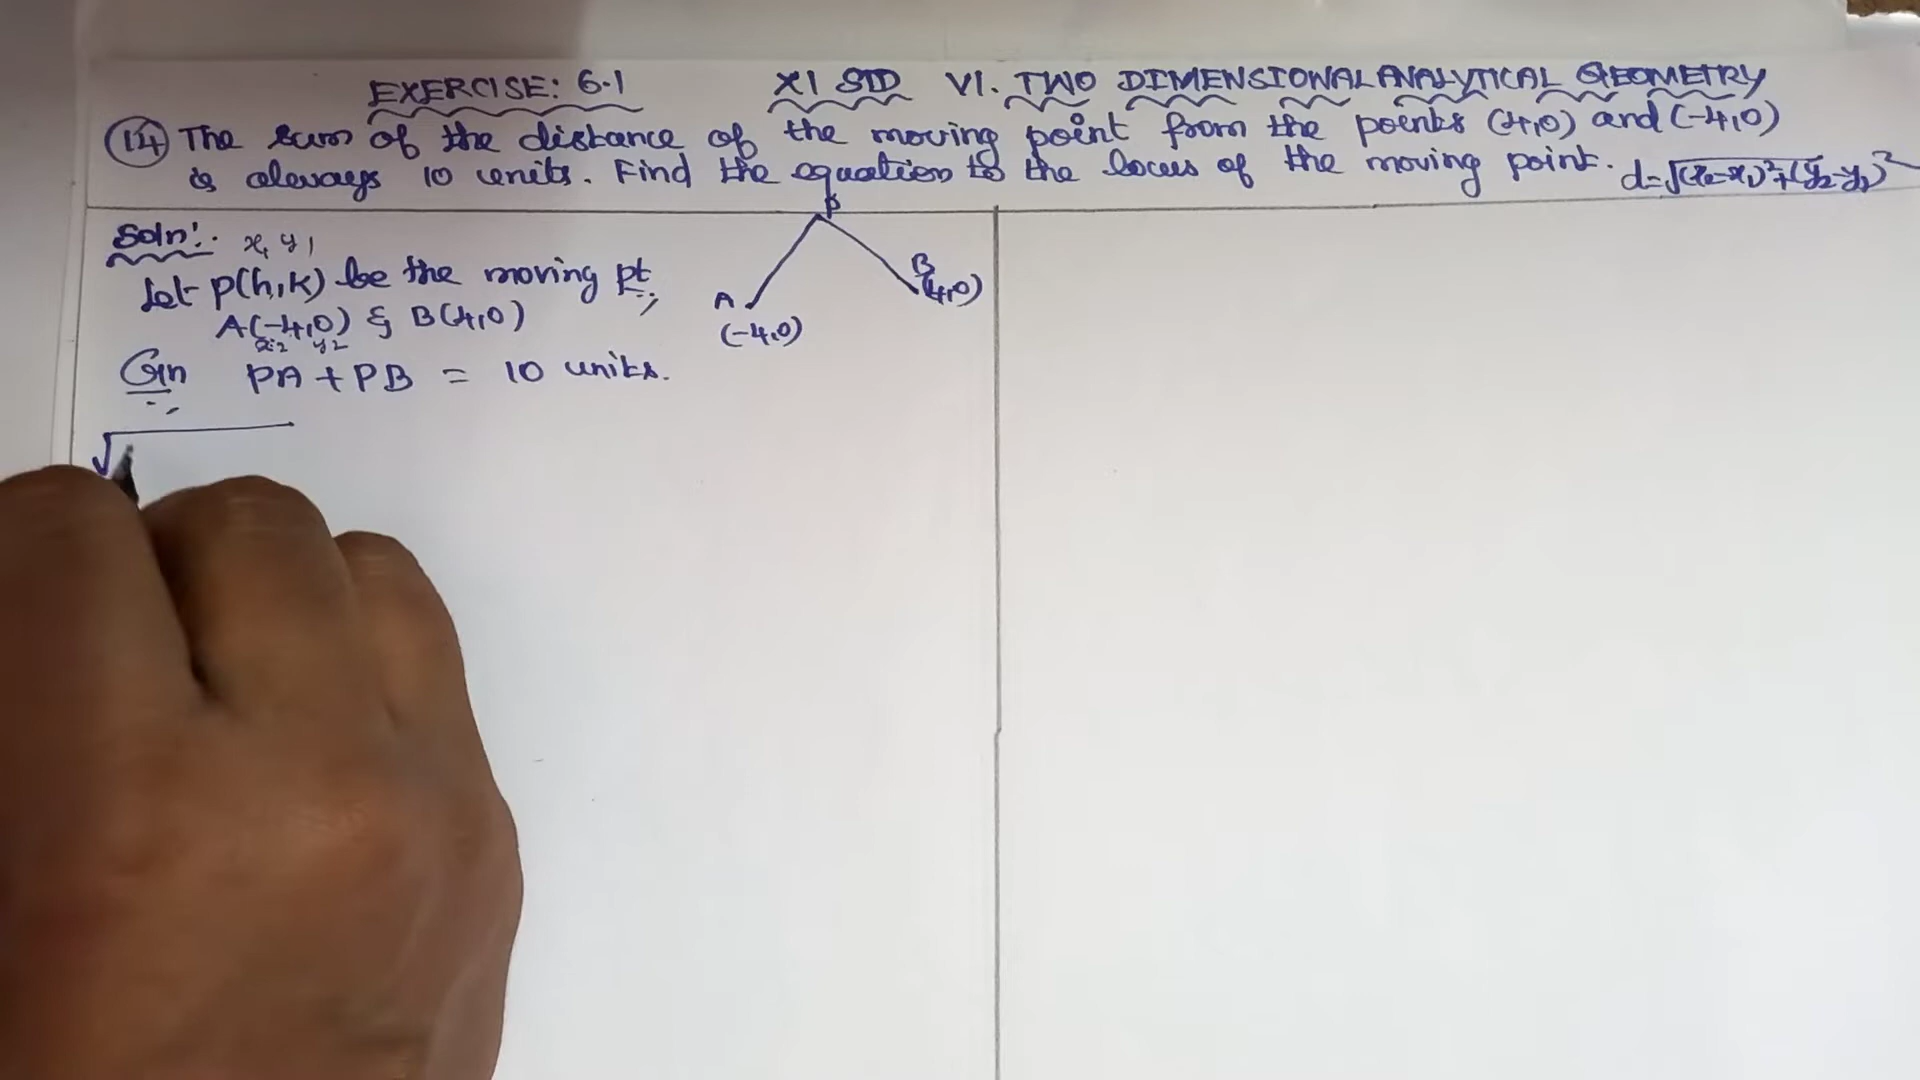 EXERCISE: 6.1 XI STD VI. TWO DIMENSIONAL ANALYTICAL GEOMETRY
14 The sum of the distance of the moving point from the points (4,0) and (-4,0)
is always 10 units. Find the equation to the locus of the moving point. d=√(x₂-x₁)²+(y₂-y₁)²
Soln:. x₁ y₁
Let P(h,k) be the moving pt,
A(-4,0) & B(4,0)
x₂ y₂
Gn PA + PB = 10 units.
√
P
A
(-4,0)
B
(4,0)